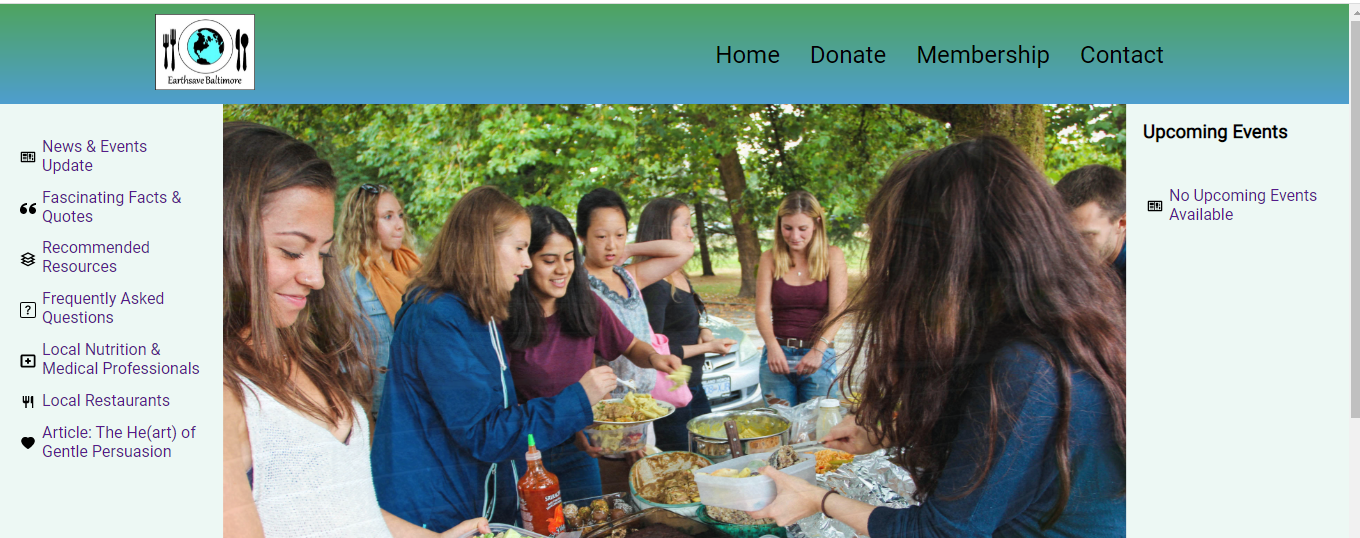 Earthsave Baltimore
Home
Donate
Membership
Contact
News & Events
Update
Fascinating Facts &
Quotes
Recommended
Resources
Frequently Asked
Questions
Local Nutrition &
Medical Professionals
Local Restaurants
Article: The He(art) of
Gentle Persuasion
Upcoming Events
No Upcoming Events
Available